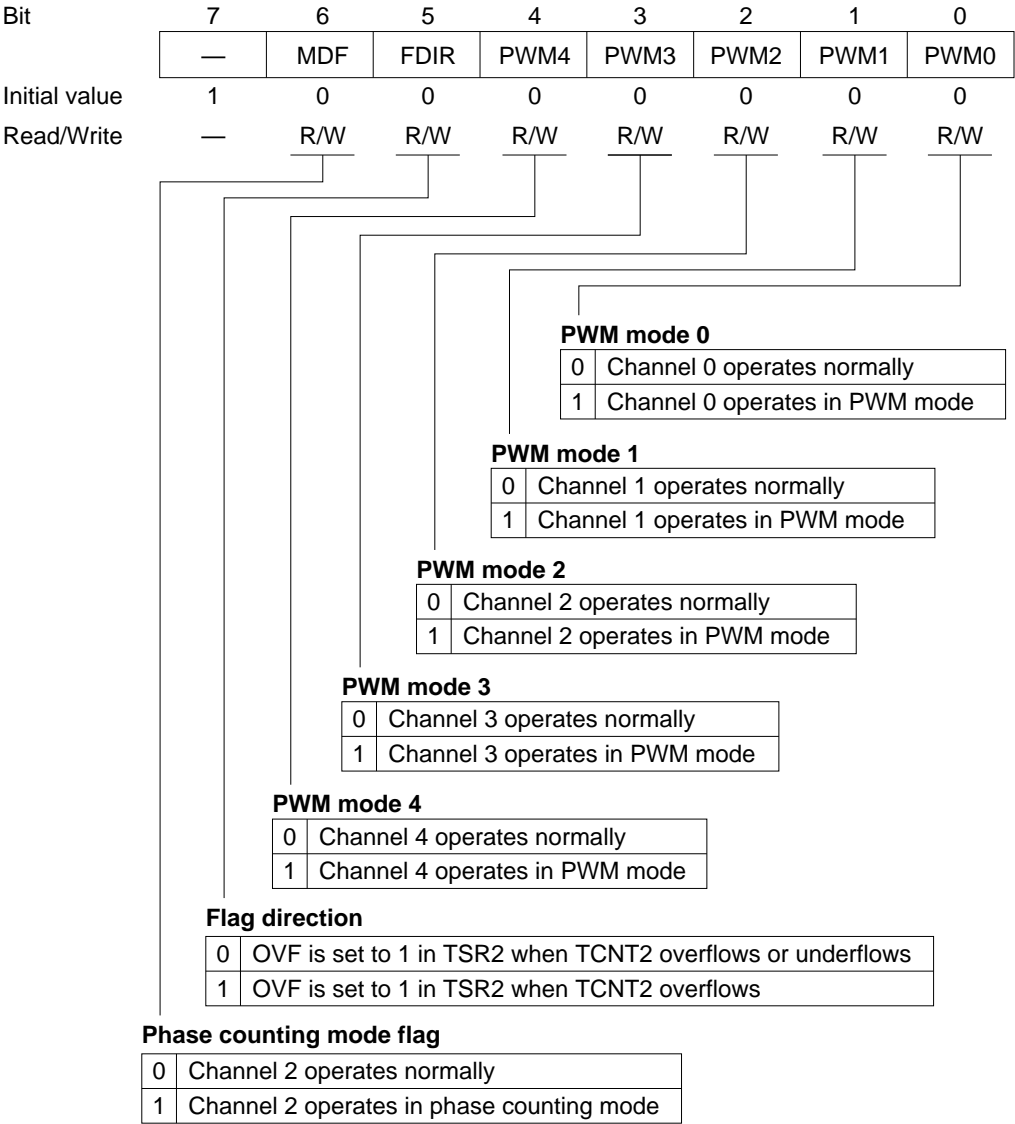 Bit 7 6 5 4 3 2 1 0
— MDF FDIR PWM4 PWM3 PWM2 PWM1 PWM0
Initial value 1 0 0 0 0 0 0 0
Read/Write — R/W R/W R/W R/W R/W R/W R/W
PWM mode 0
0 Channel 0 operates normally
1 Channel 0 operates in PWM mode
PWM mode 1
0 Channel 1 operates normally
1 Channel 1 operates in PWM mode
PWM mode 2
0 Channel 2 operates normally
1 Channel 2 operates in PWM mode
PWM mode 3
0 Channel 3 operates normally
1 Channel 3 operates in PWM mode
PWM mode 4
0 Channel 4 operates normally
1 Channel 4 operates in PWM mode
Flag direction
0 OVF is set to 1 in TSR2 when TCNT2 overflows or underflows
1 OVF is set to 1 in TSR2 when TCNT2 overflows
Phase counting mode flag
0 Channel 2 operates normally
1 Channel 2 operates in phase counting mode